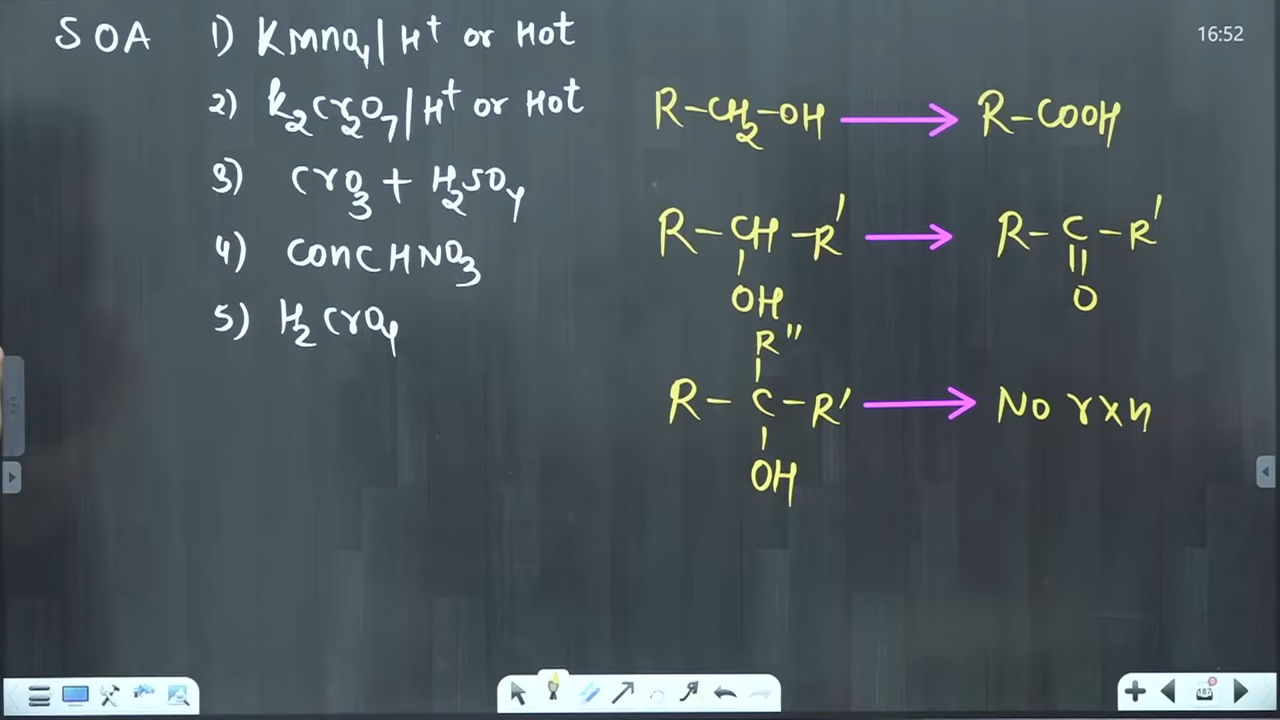 SOA 1) KMnO4 | H+ or Hot
2) K2Cr2O7 | H+ or Hot
3) CrO3 + H2SO4
4) conc HNO3
5) H2CrO4
16:52
R-CH2-OH → R-COOH
R-CH-R' → R-C-R'
OH O
R''
R-C-R' → No rxn
OH
187